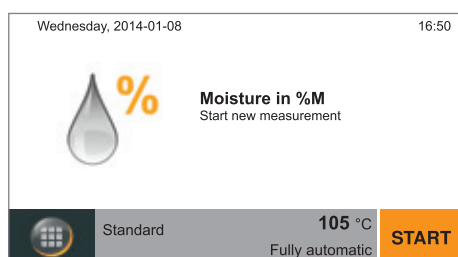 Wednesday, 2014-01-08 16:50
%
Moisture in %M
Start new measurement
Standard 105 °C
Fully automatic
START